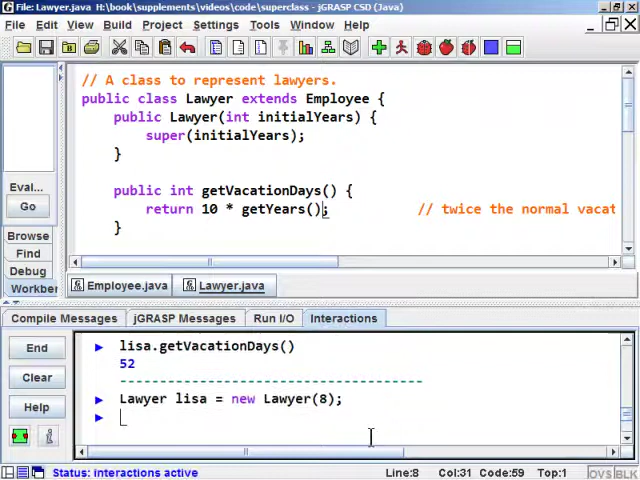 File: Lawyer.java H:\book\supplements\videos\code\superclass - jGRASP CSD (Java)
File Edit View Build Project Settings Tools Window Help
// A class to represent lawyers.
public class Lawyer extends Employee {
public Lawyer(int initialYears) {
super(initialYears);
}
public int getVacationDays() {
return 10 * getYears(); // twice the normal vacat
}
Eval...
Go
Browse
Find
Debug
Workber
Employee.java Lawyer.java
Compile Messages jGRASP Messages Run I/O Interactions
End
Clear
Help
lisa.getVacationDays()
52
----------------------------------------
Lawyer lisa = new Lawyer(8);
Status: interactions active Line:8 Col:31 Code:59 Top:1 OVS BLK